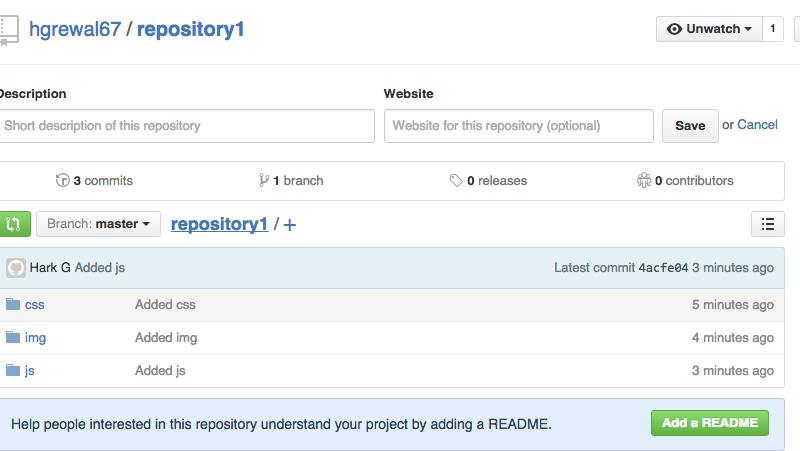 hgrewal67 / repository1
Unwatch 1
Description Website
Short description of this repository Website for this repository (optional) Save or Cancel
3 commits 1 branch 0 releases 0 contributors
Branch: master repository1 / +
Hark G Added js Latest commit 4acfe04 3 minutes ago
css Added css 5 minutes ago
img Added img 4 minutes ago
js Added js 3 minutes ago
Help people interested in this repository understand your project by adding a README. Add a README